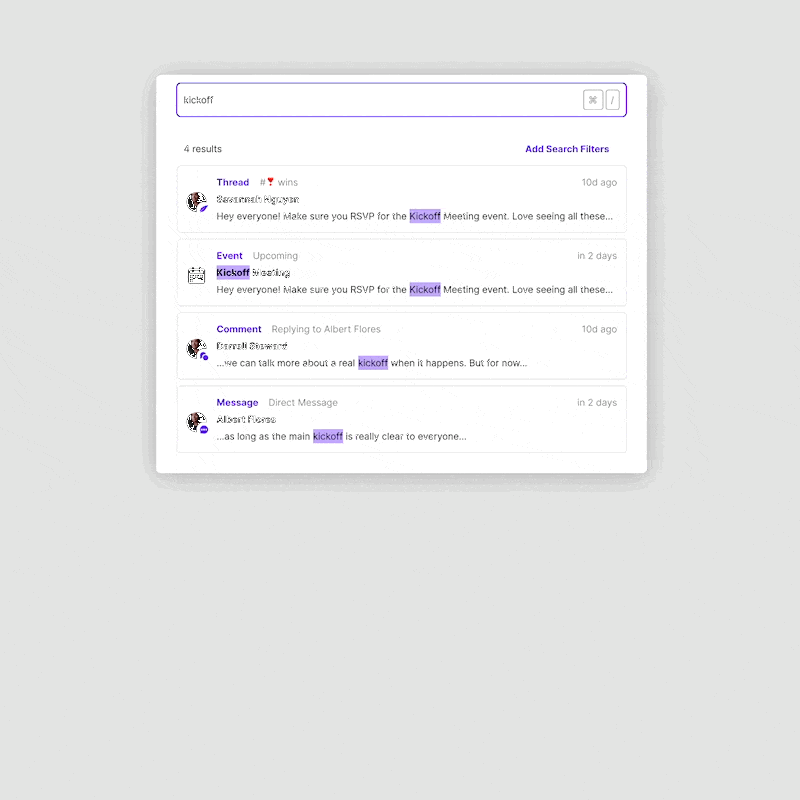 kickoff ⌘ /
4 results Add Search Filters
Thread #❣ wins 10d ago
Savannah Nguyen
Hey everyone! Make sure you RSVP for the Kickoff Meeting event. Love seeing all these...
Event Upcoming in 2 days
Kickoff Meeting
Hey everyone! Make sure you RSVP for the Kickoff Meeting event. Love seeing all these...
Comment Replying to Albert Flores 10d ago
Darrell Steward
...we can talk more about a real kickoff when it happens. But for now...
Message Direct Message in 2 days
Albert Flores
...as long as the main kickoff is really clear to everyone...